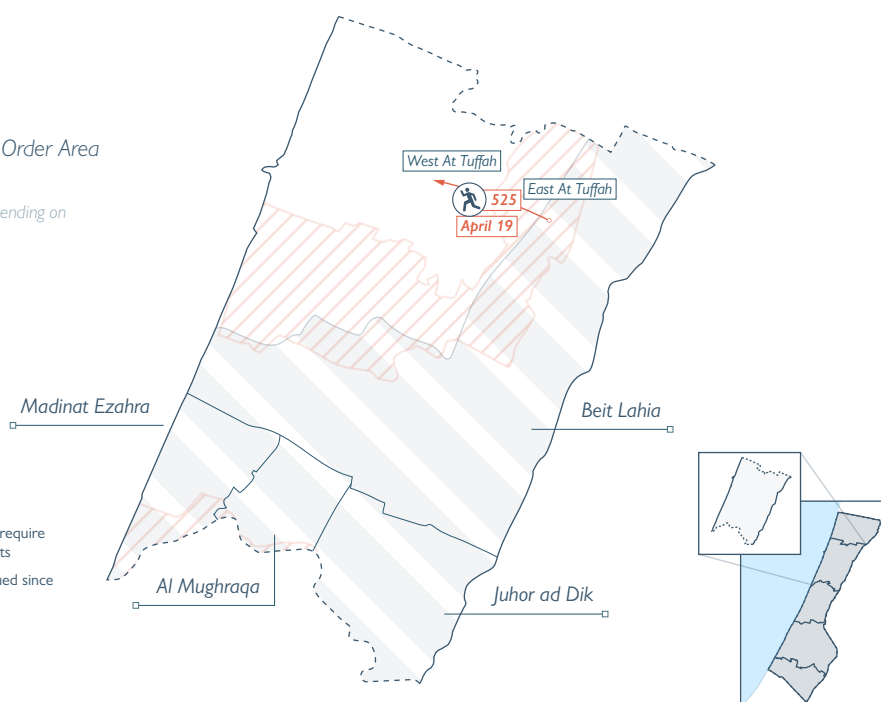 Order Area
ending on
West At Tuffah
East At Tuffah
525
April 19
Madinat Ezahra
Beit Lahia
require
ts
ued since
Al Mughraqa
Juhor ad Dik